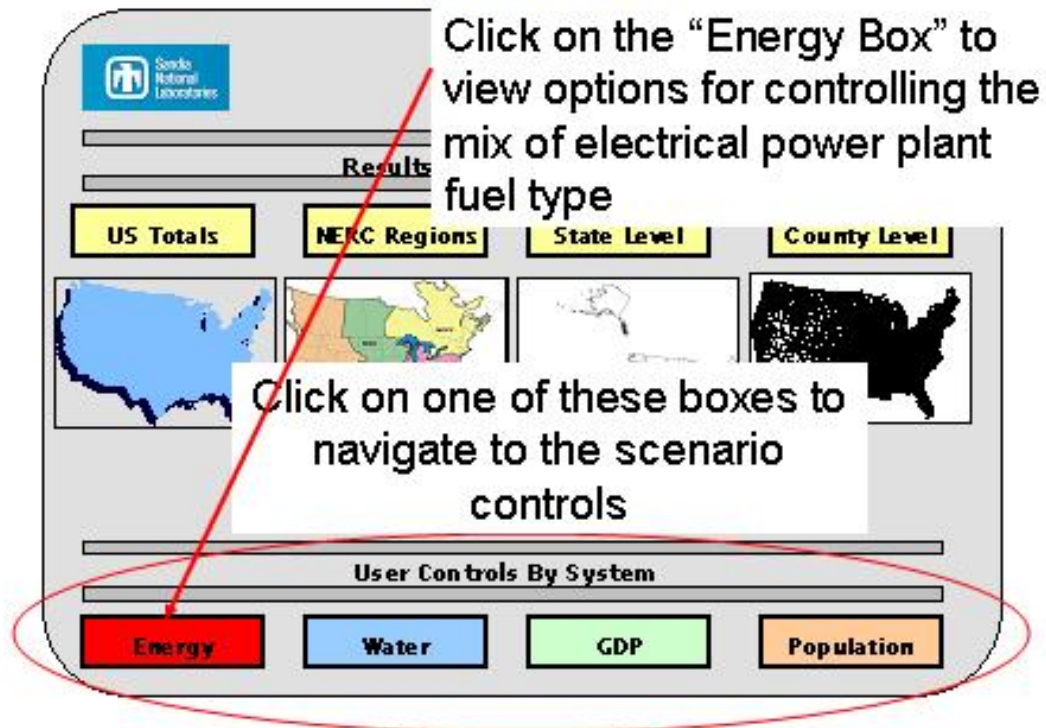 Click on the “Energy Box” to
view options for controlling the
mix of electrical power plant
fuel type
Sandia
National
Laboratories
Results
US Totals
NERC Regions
State Level
County Level
Click on one of these boxes to
navigate to the scenario
controls
User Controls By System
Energy
Water
GDP
Population